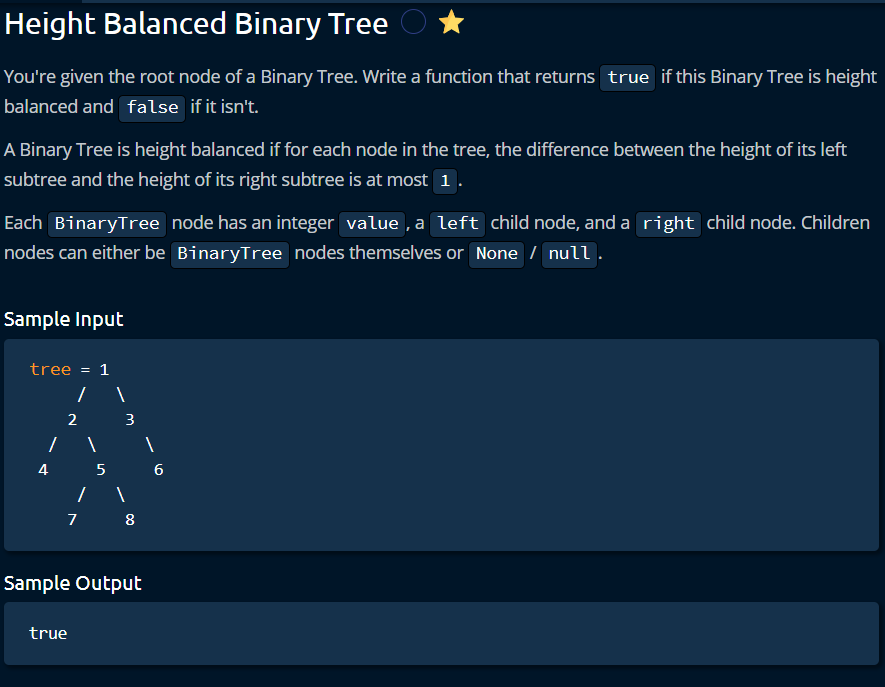 Height Balanced Binary Tree
You're given the root node of a Binary Tree. Write a function that returns true if this Binary Tree is height
balanced and false if it isn't.
A Binary Tree is height balanced if for each node in the tree, the difference between the height of its left
subtree and the height of its right subtree is at most 1.
Each BinaryTree node has an integer value, a left child node, and a right child node. Children
nodes can either be BinaryTree nodes themselves or None / null.
Sample Input
tree = 1
     /   \
    2     3
  /   \     \
 4     5     6
     /   \
    7     8
Sample Output
true